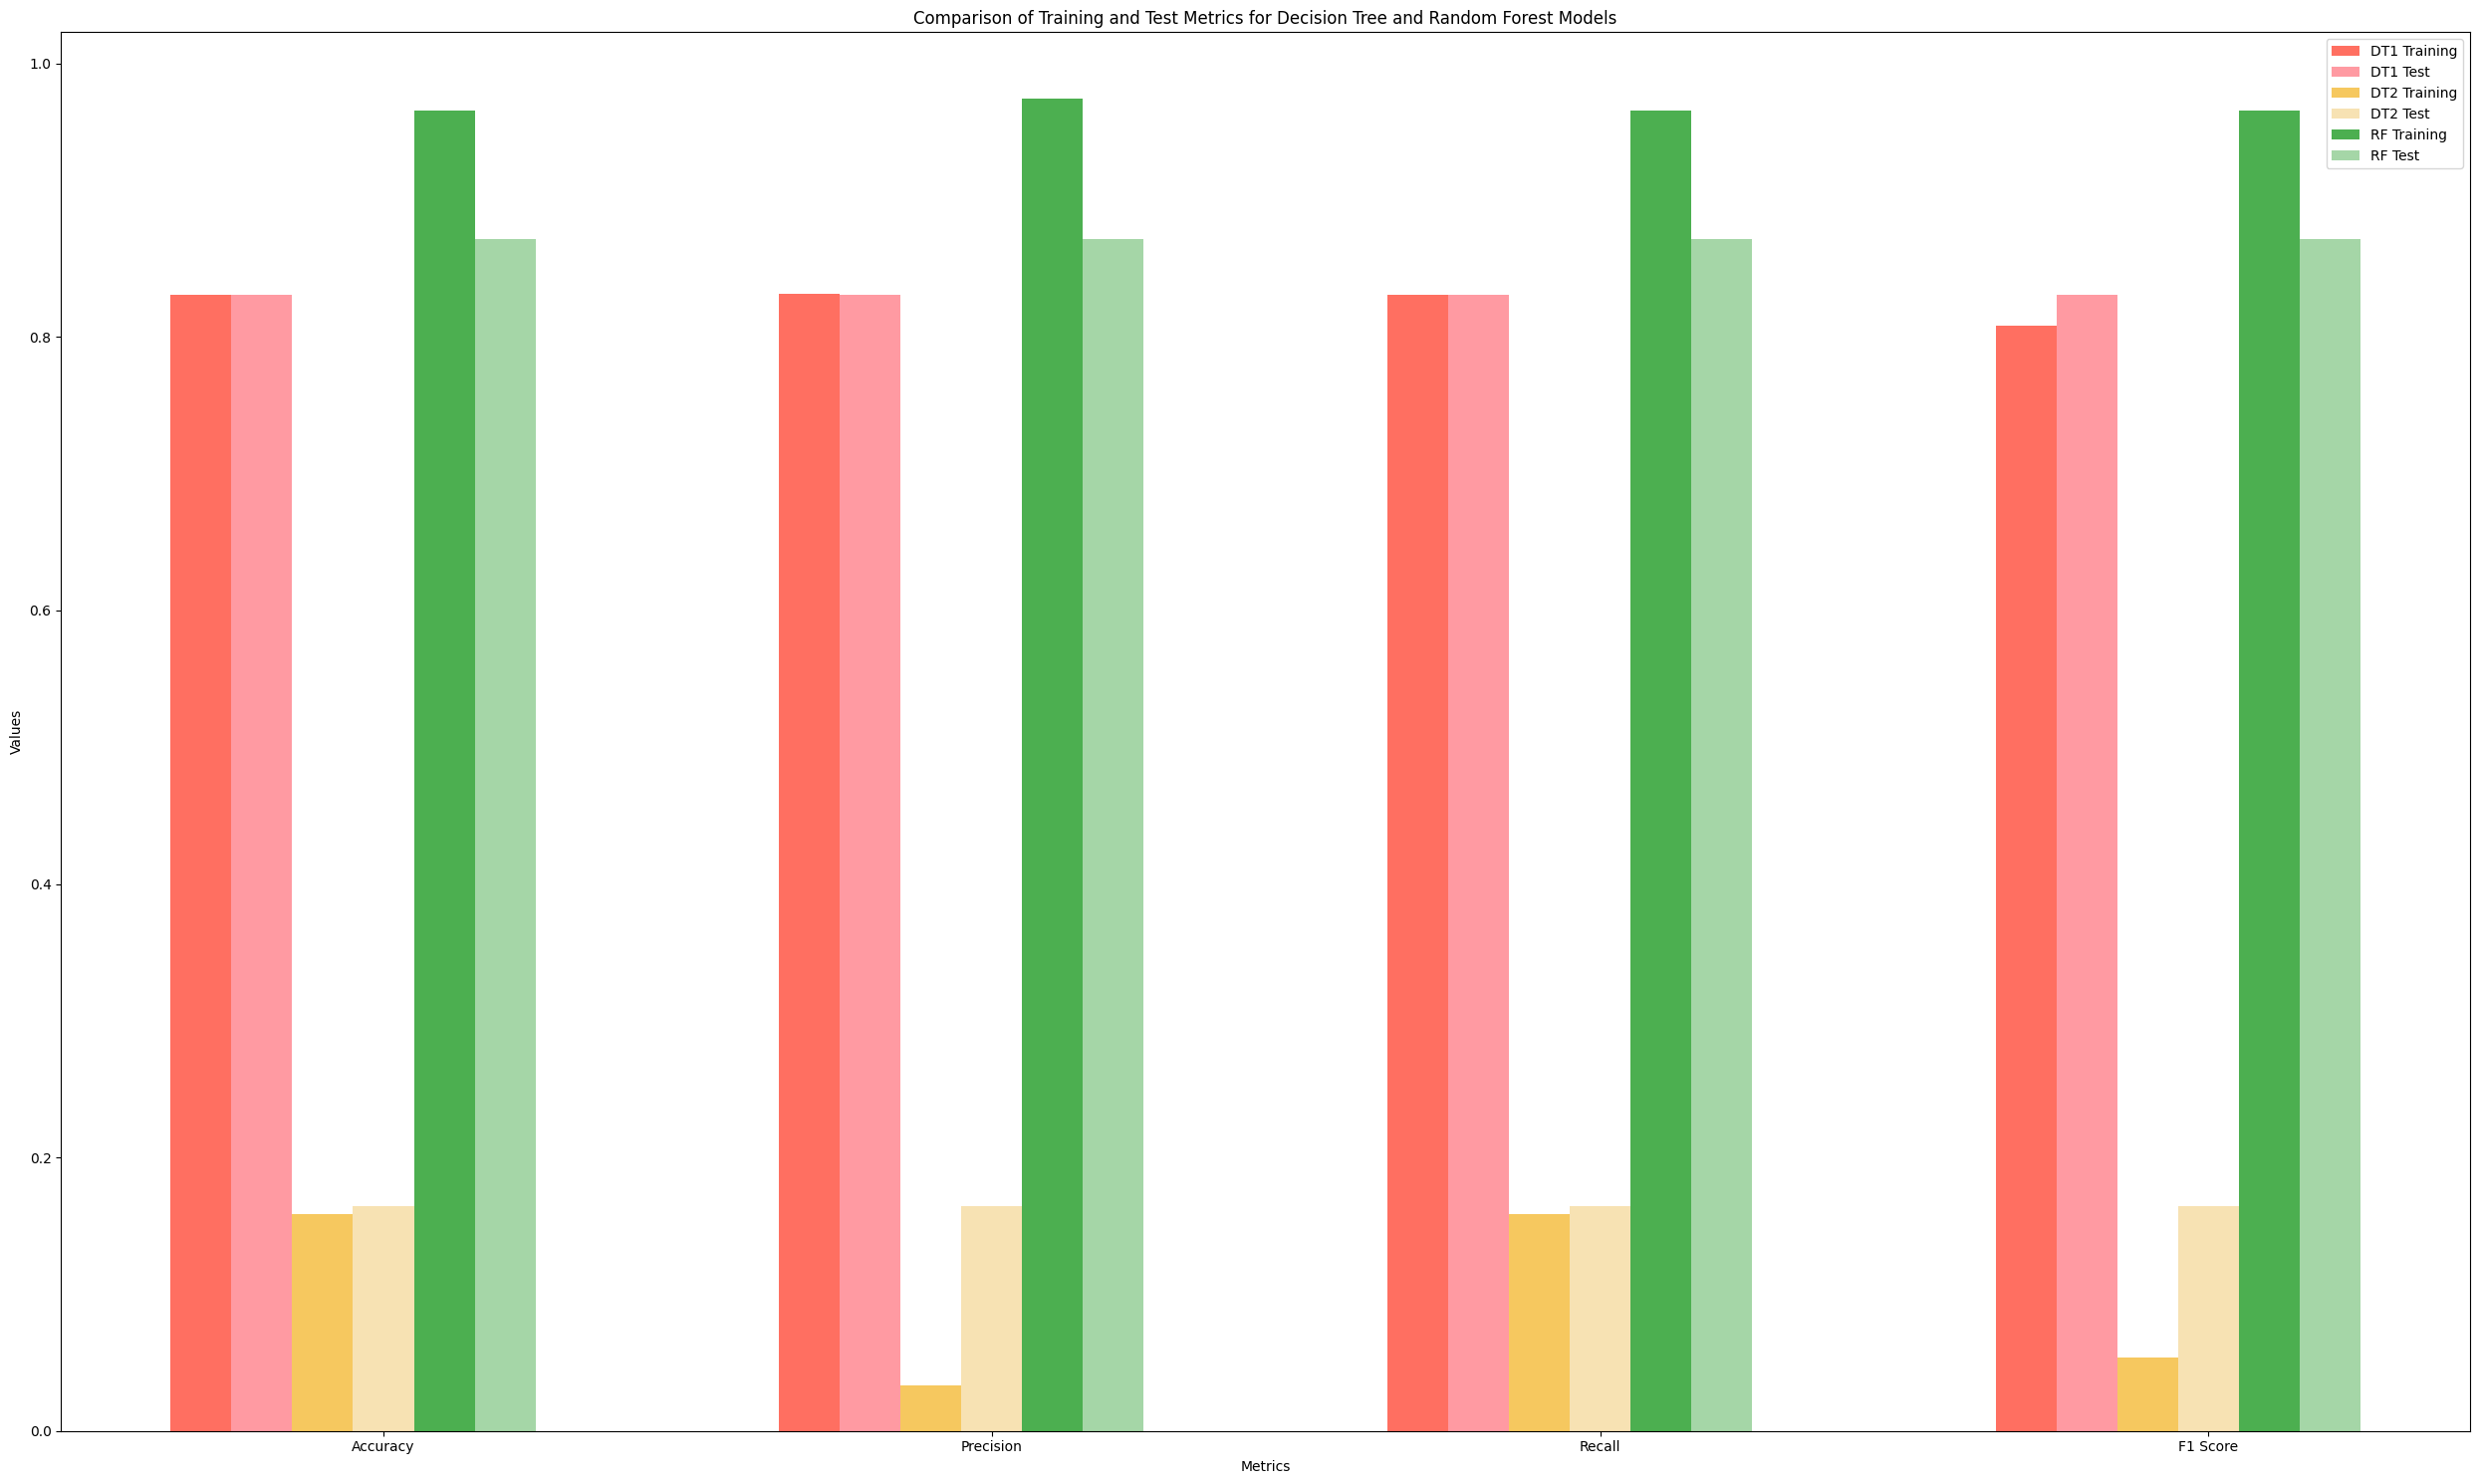 Comparison of Training and Test Metrics for Decision Tree and Random Forest Models
DT1 Training
DT1 Test
DT2 Training
DT2 Test
RF Training
RF Test
1.0
0.8
0.6
0.4
0.2
0.0
Values
Accuracy
Precision
Recall
F1 Score
Metrics